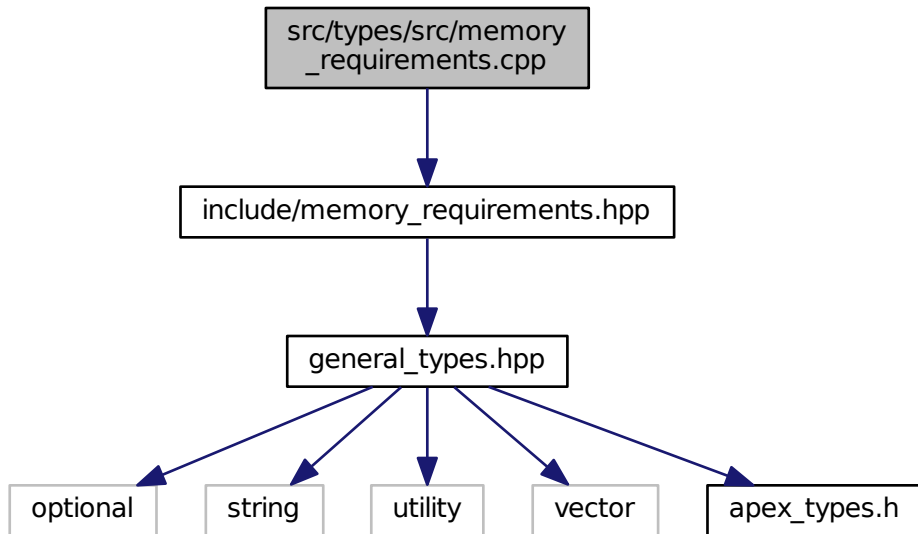 src/types/src/memory
_requirements.cpp
include/memory_requirements.hpp
general_types.hpp
optional
string
utility
vector
apex_types.h